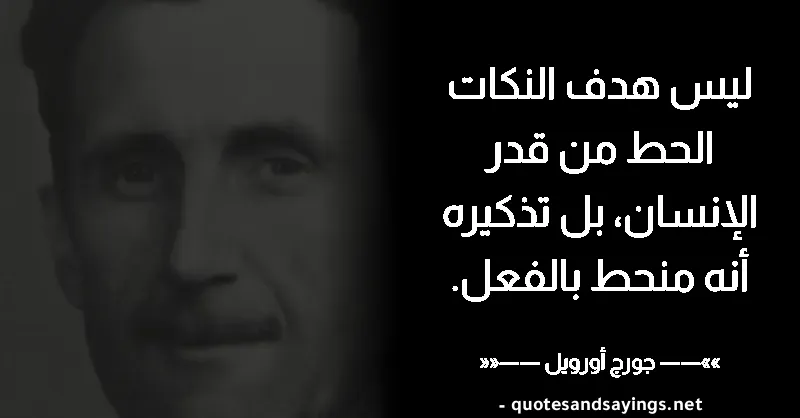 ليس هدف النكات
الحط من قدر
الإنسان، بل تذكيره
أنه منحط بالفعل.
»»—— جورج أورويل ——««
- quotesandsayings.net